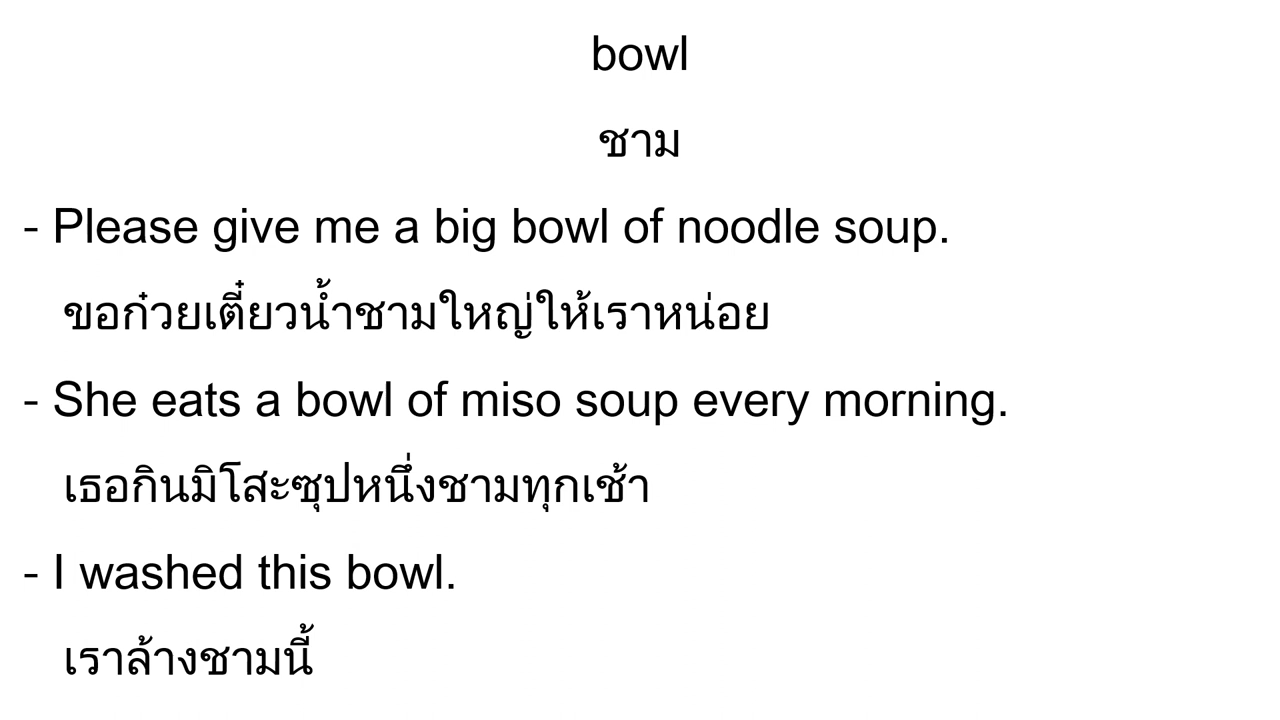 bowl
ชาม
- Please give me a big bowl of noodle soup.
ขอก๋วยเตี๋ยวน้ำชามใหญ่ให้เราหน่อย
- She eats a bowl of miso soup every morning.
เธอกินมิโสะซุปหนึ่งชามทุกเช้า
- I washed this bowl.
เราล้างชามนี้